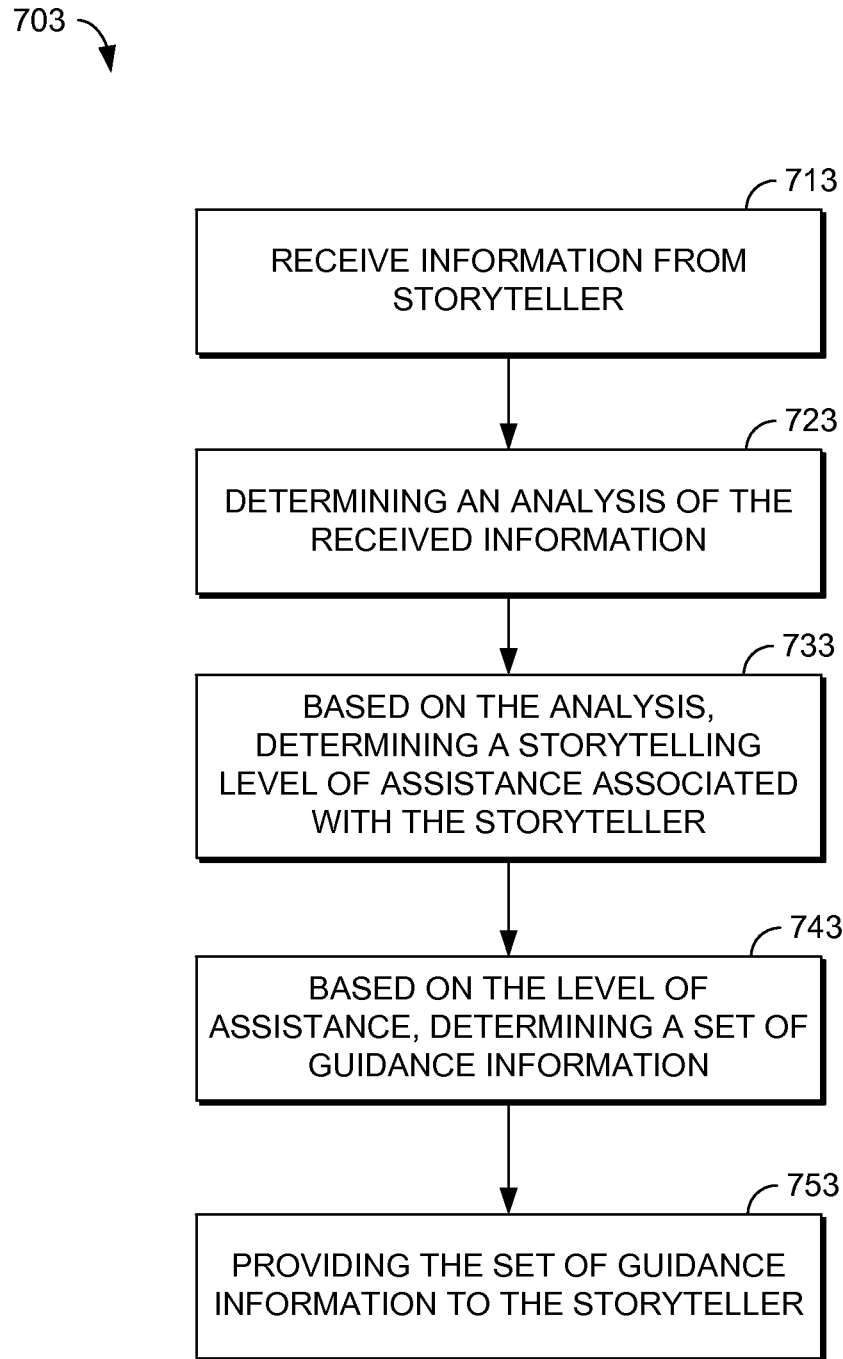 703
713
RECEIVE INFORMATION FROM
STORYTELLER
723
DETERMINING AN ANALYSIS OF THE
RECEIVED INFORMATION
733
BASED ON THE ANALYSIS,
DETERMINING A STORYTELLING
LEVEL OF ASSISTANCE ASSOCIATED
WITH THE STORYTELLER
743
BASED ON THE LEVEL OF
ASSISTANCE, DETERMINING A SET OF
GUIDANCE INFORMATION
753
PROVIDING THE SET OF GUIDANCE
INFORMATION TO THE STORYTELLER